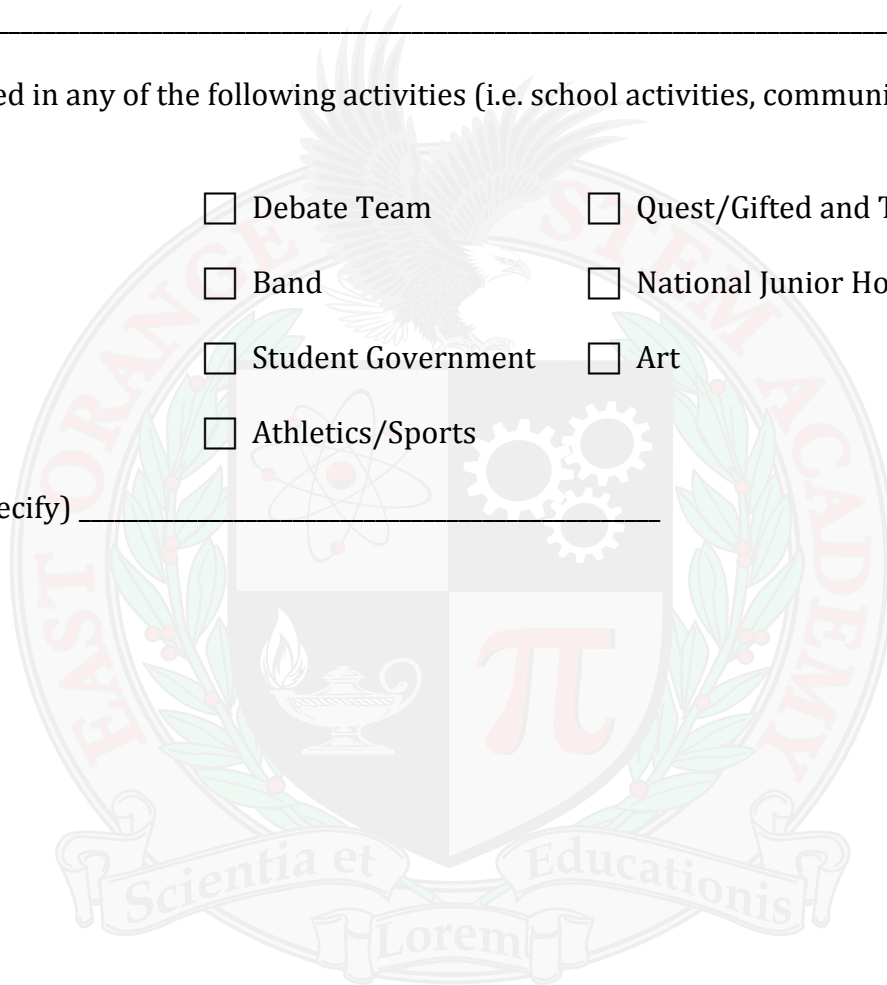 ed in any of the following activities (i.e. school activities, communi
☐ Debate Team ☐ Quest/Gifted and T
☐ Band ☐ National Junior Ho
☐ Student Government ☐ Art
☐ Athletics/Sports
ecify) ________________________________________
EAST ORANGE STEM ACADEMY
π
Scientia et Lorem Educationis